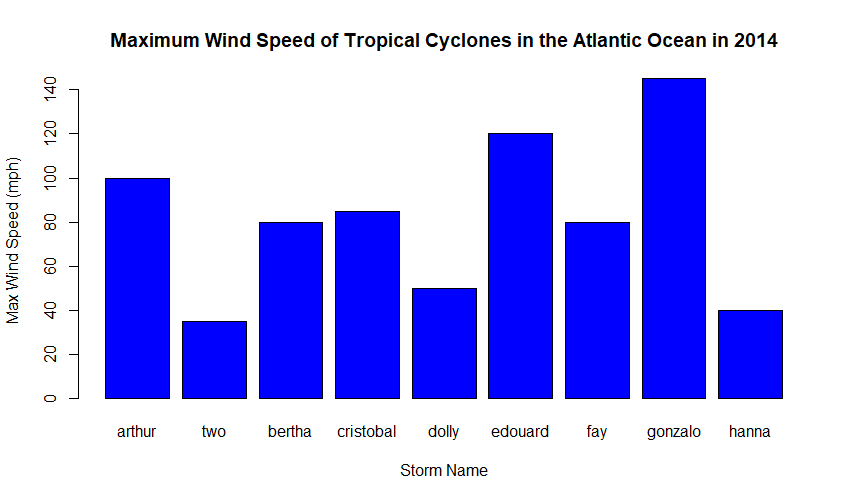 Maximum Wind Speed of Tropical Cyclones in the Atlantic Ocean in 2014
Max Wind Speed (mph)
140
120
100
80
60
40
20
0
arthur two bertha cristobal dolly edouard fay gonzalo hanna
Storm Name